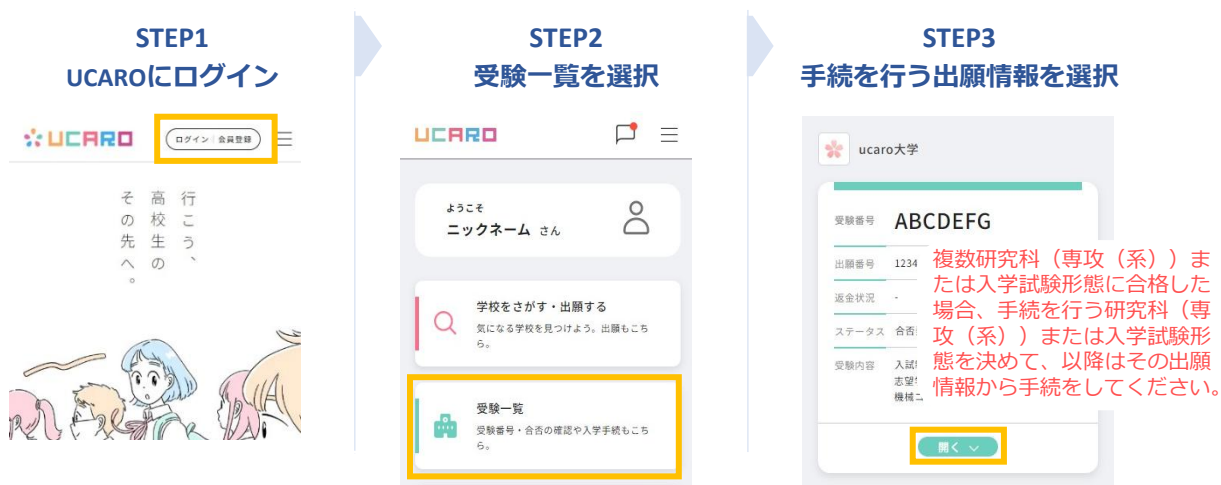 STEP1
UCAROにログイン
UCARO
ログイン | 会員登録
行こう、
高校生の
その先へ。
STEP2
受験一覧を選択
UCARO
ようこそ
ニックネーム さん
学校をさがす・出願する
気になる学校を見つけよう。出願もこち
ら。
受験一覧
受験番号・合否の確認や入学手続もこち
ら。
STEP3
手続を行う出願情報を選択
ucaro大学
受験番号 ABCDEFG
出願番号 1234
返金状況 -
ステータス 合否
受験内容 入試
志望
機械
複数研究科（専攻（系））ま
たは入学試験形態に合格した
場合、手続を行う研究科（専
攻（系））または入学試験形
態を決めて、以降はその出願
情報から手続をしてください。
開く